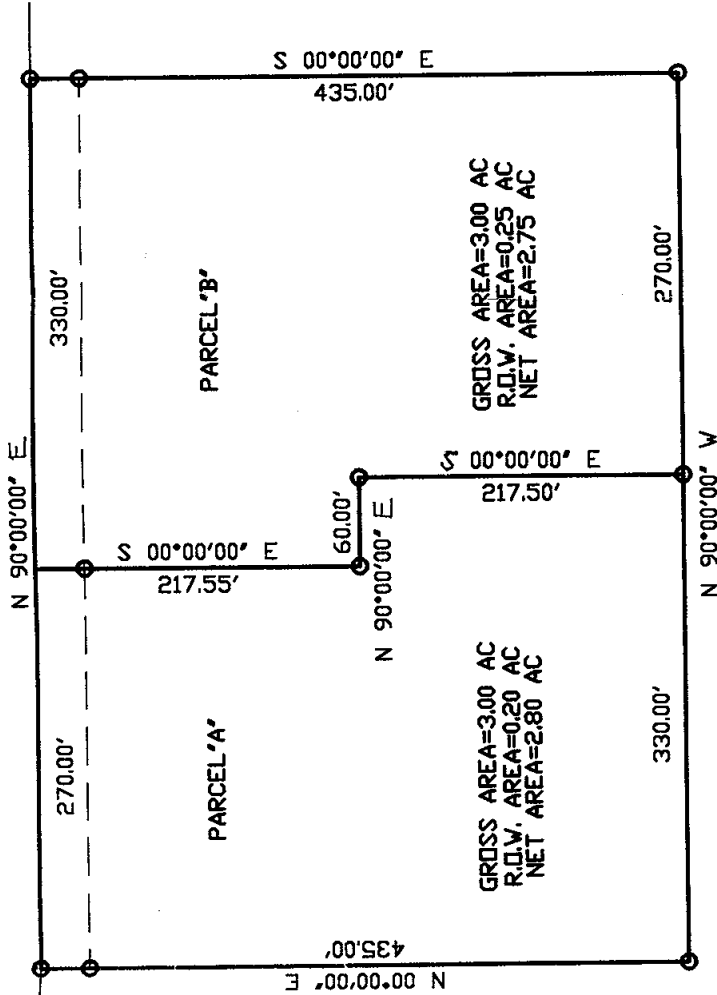 N 90°00'00" E
270.00'
330.00'
PARCEL "A"
PARCEL "B"
S 00°00'00" E
217.55'
60.00'
N 90°00'00" E
S 00°00'00" E
217.50'
N 00°00'00" E
435.00'
S 00°00'00" E
435.00'
GROSS AREA=3.00 AC
R.O.W. AREA=0.20 AC
NET AREA=2.80 AC
GROSS AREA=3.00 AC
R.O.W. AREA=0.25 AC
NET AREA=2.75 AC
330.00'
270.00'
N 90°00'00" W